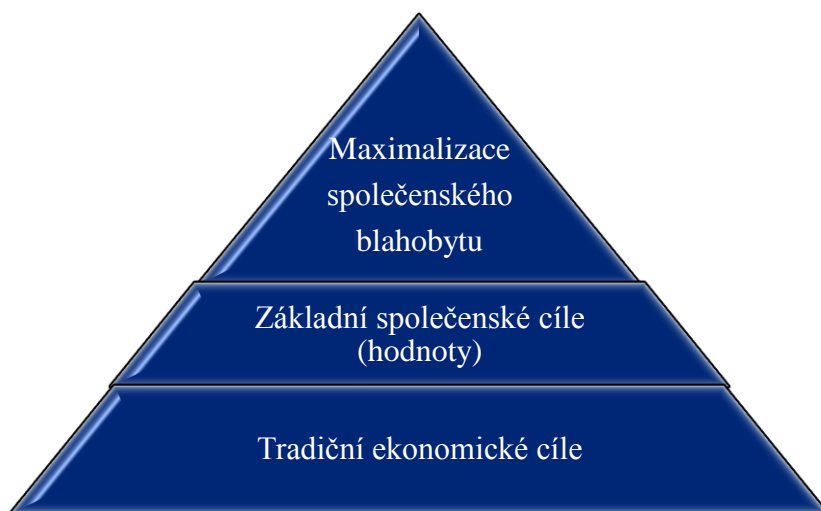 Maximalizace
společenského
blahobytu
Základní společenské cíle
(hodnoty)
Tradiční ekonomické cíle